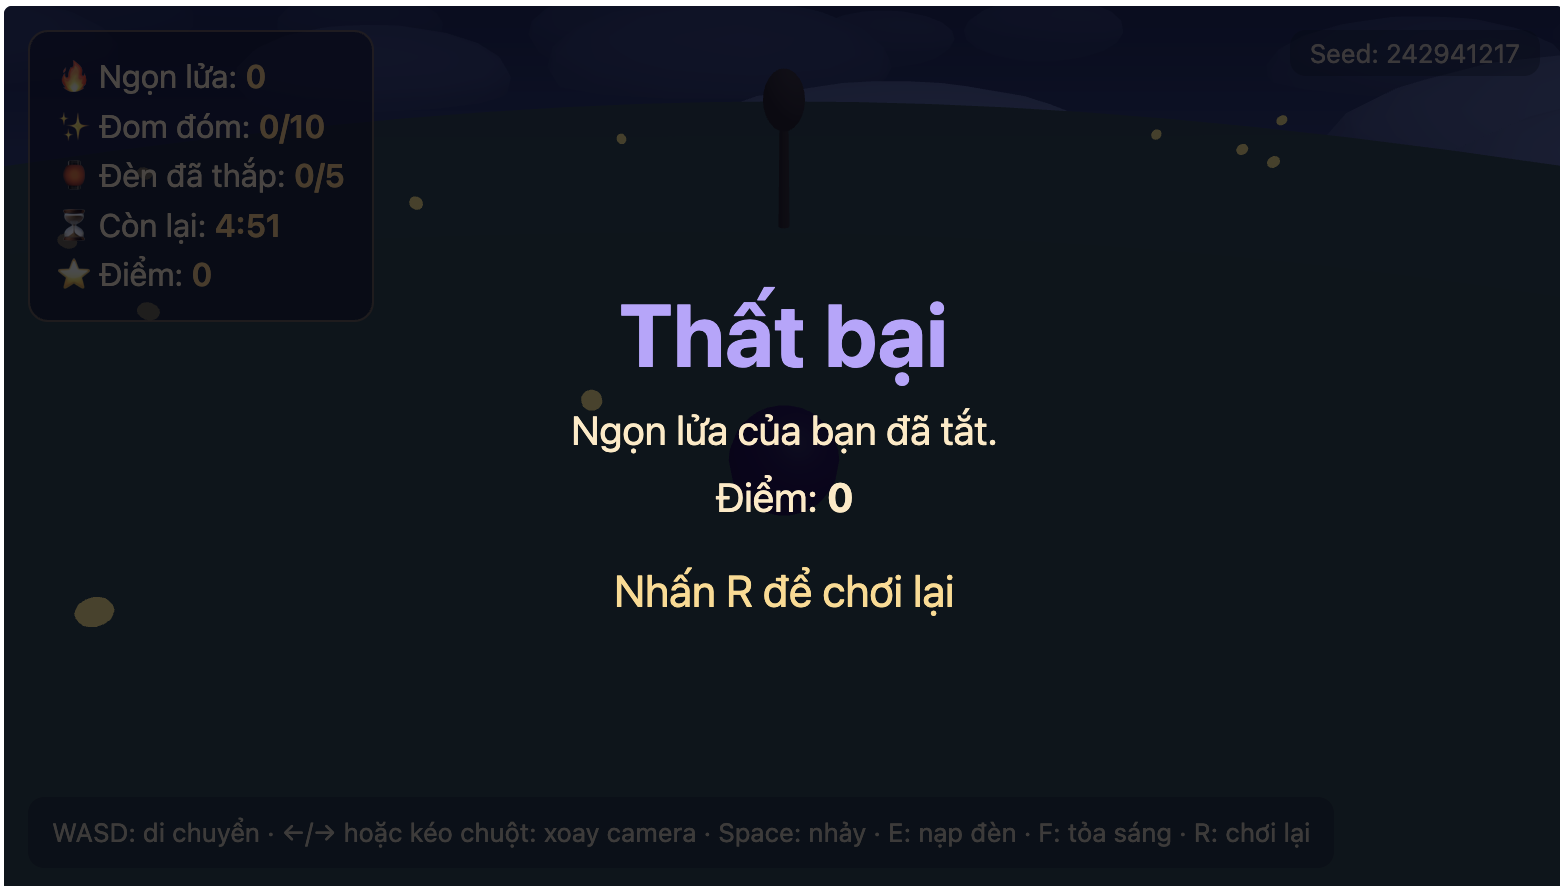 🔥 Ngọn lửa: 0
✨ Đom đóm: 0/10
🏮 Đèn đã thắp: 0/5
⏳ Còn lại: 4:51
⭐ Điểm: 0
Seed: 242941217
Thất bại
Ngọn lửa của bạn đã tắt.
Điểm: 0
Nhấn R để chơi lại
WASD: di chuyển · ←/→ hoặc kéo chuột: xoay camera · Space: nhảy · E: nạp đèn · F: tỏa sáng · R: chơi lại